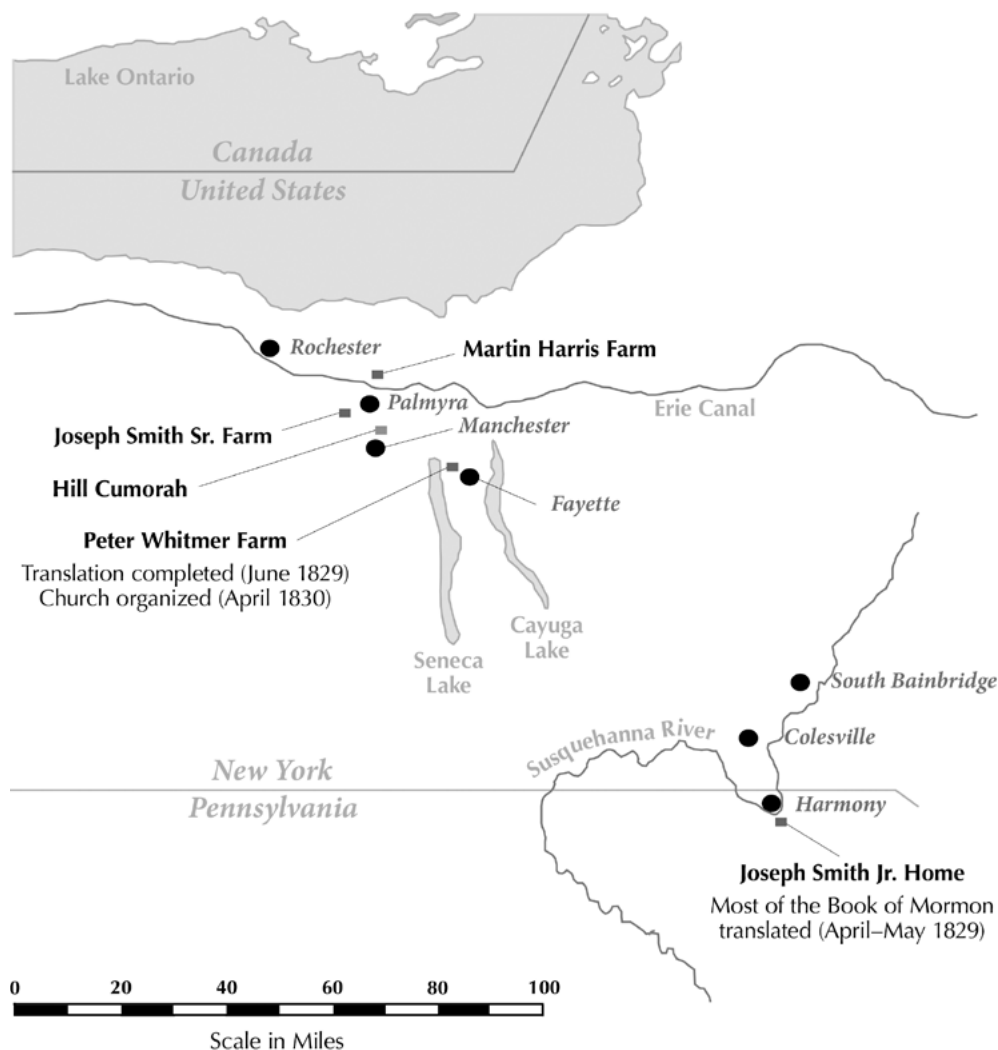 Lake Ontario
Canada
United States
Rochester
Martin Harris Farm
Palmyra
Erie Canal
Joseph Smith Sr. Farm
Manchester
Hill Cumorah
Fayette
Peter Whitmer Farm
Translation completed (June 1829)
Church organized (April 1830)
Cayuga
Lake
Seneca
Lake
South Bainbridge
Susquehanna River
Colesville
New York
Pennsylvania
Harmony
Joseph Smith Jr. Home
Most of the Book of Mormon
translated (April–May 1829)
0 20 40 60 80 100
Scale in Miles